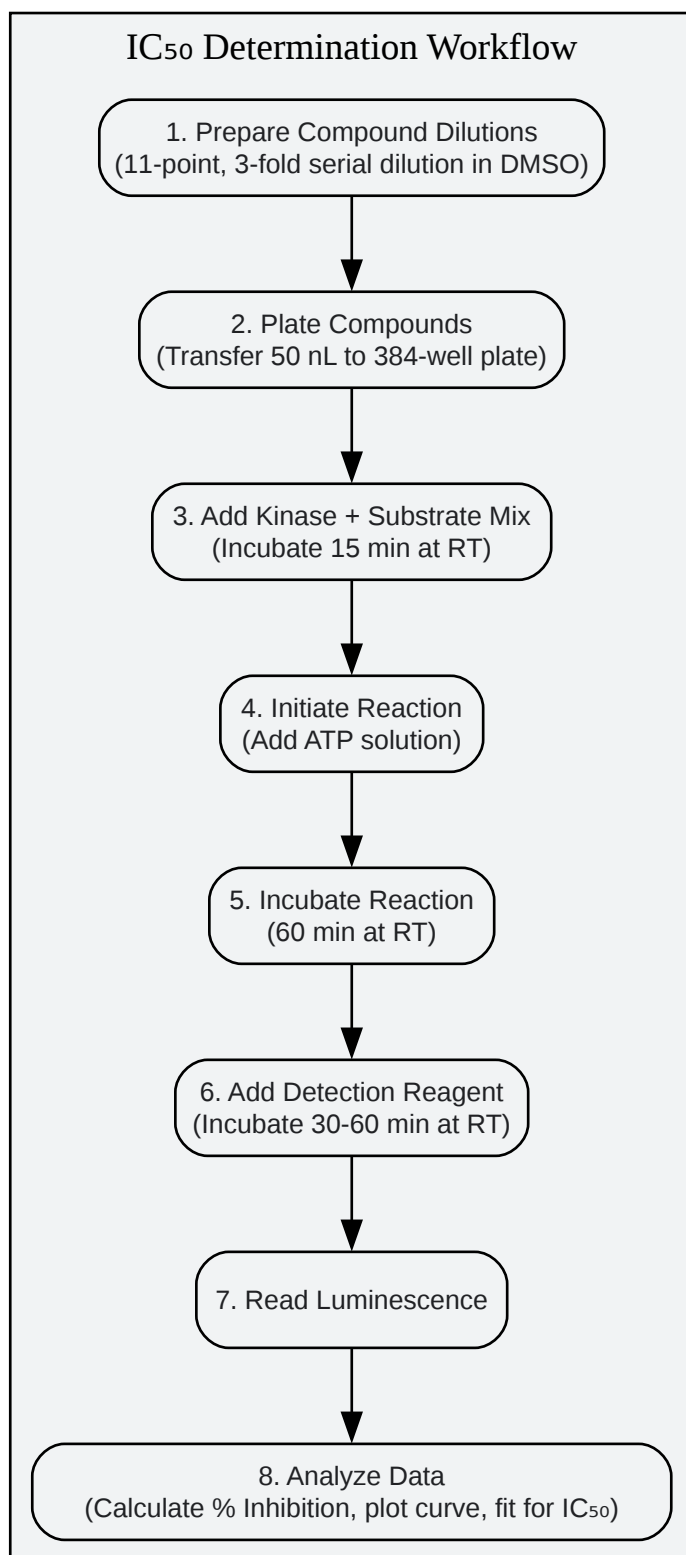 IC₅₀ Determination Workflow
1. Prepare Compound Dilutions
(11-point, 3-fold serial dilution in DMSO)
2. Plate Compounds
(Transfer 50 nL to 384-well plate)
3. Add Kinase + Substrate Mix
(Incubate 15 min at RT)
4. Initiate Reaction
(Add ATP solution)
5. Incubate Reaction
(60 min at RT)
6. Add Detection Reagent
(Incubate 30-60 min at RT)
7. Read Luminescence
8. Analyze Data
(Calculate % Inhibition, plot curve, fit for IC₅₀)